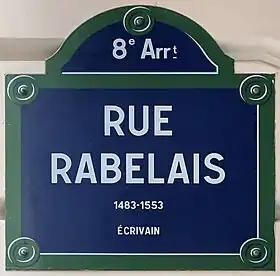 8e Arrt
RUE
RABELAIS
1483-1553
ÉCRIVAIN